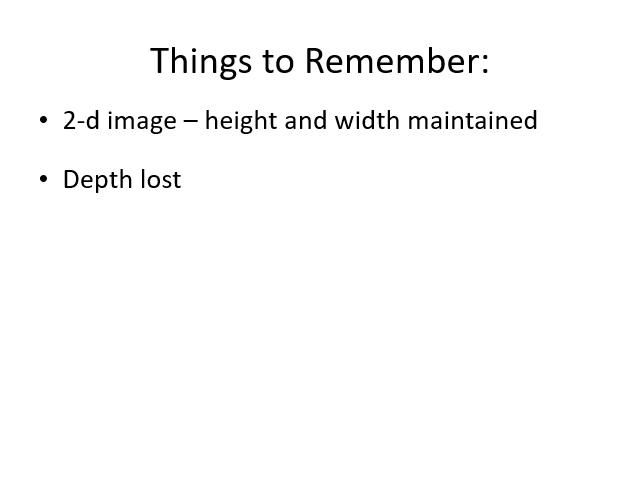 Things to Remember:
• 2-d image – height and width maintained
• Depth lost